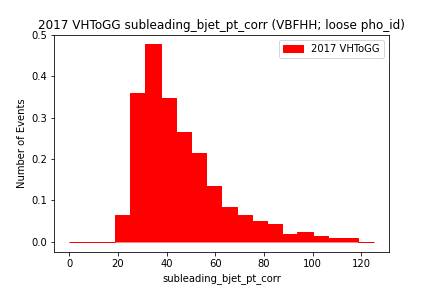 2017 VHToGG subleading_bjet_pt_corr (VBFHH; loose pho_id)
2017 VHToGG
0.5
0.4
0.3
0.2
0.1
0.0
Number of Events
0 20 40 60 80 100 120
subleading_bjet_pt_corr